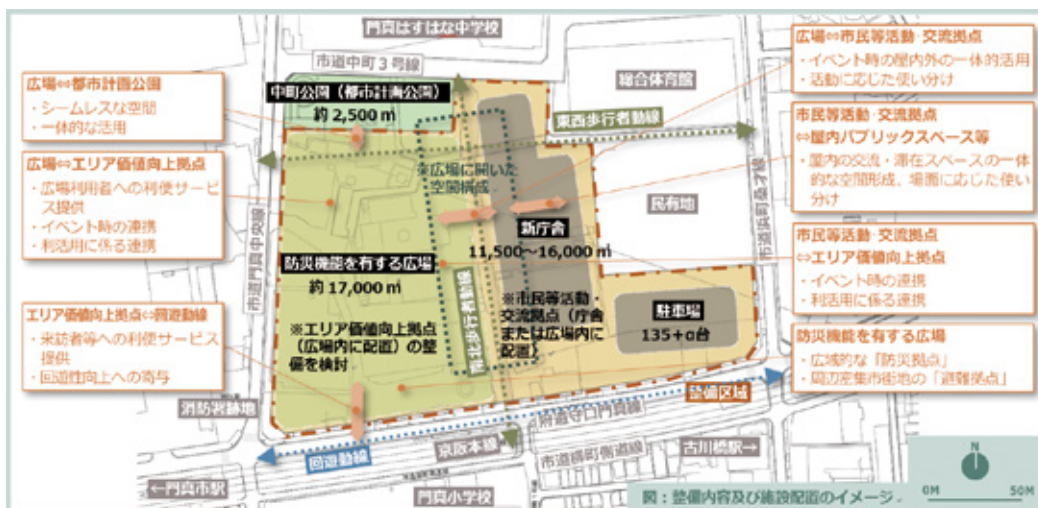 門真はすはな中学校
市道中町３号線
中町公園（都市計画公園）
約 2,500 ㎡
総合体育館
東西歩行者動線
※広場に開いた
空間構成
新庁舎
11,500～16,000 ㎡
民有地
市道門真中央線
防災機能を有する広場
約 17,000 ㎡
南北歩行者動線
※市民等活動・
交流拠点（庁舎
または広場内に
配置）
駐車場
135+α台
※エリア価値向上拠点
（広場内に配置）の整
備を検討
消防署跡地
整備区域
府道守口門真線
回遊動線
京阪本線
市道幸町側道線
古川橋駅→
←門真市駅
門真小学校
広場⇔都市計画公園
・シームレスな空間
・一体的な活用
広場⇔エリア価値向上拠点
・広場利用者への利便サービ
ス提供
・イベント時の連携
・利活用に係る連携
エリア価値向上拠点⇔回遊動線
・来訪者等への利便サービス
提供
・回遊性向上への寄与
広場⇔市民等活動・交流拠点
・イベント時の屋内外の一体的活用
・活動に応じた使い分け
市民等活動・交流拠点
⇔屋内パブリックスペース等
・屋内の交流・滞在スペースの一体
的な空間形成、場面に応じた使い
分け
市民等活動・交流拠点
⇔エリア価値向上拠点
・イベント時の連携
・利活用に係る連携
防災機能を有する広場
・広域的な「防災拠点」
・周辺密集市街地の「避難拠点」
N
0M 50M
図：整備内容及び施設配置のイメージ